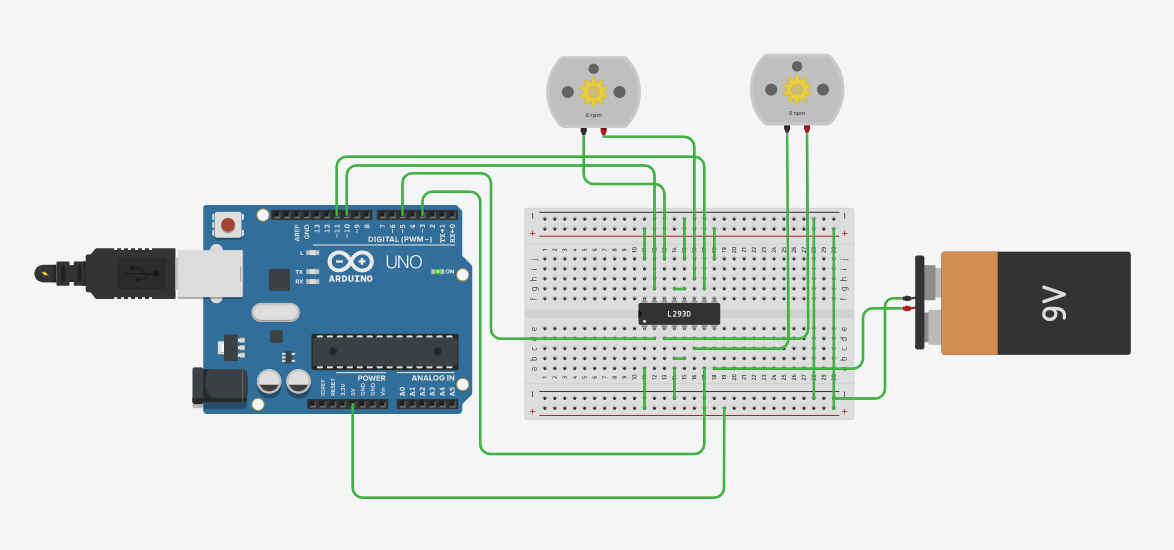 0 rpm
0 rpm
AREF
GND
13
12
~11
~10
~9
8
7
~6
~5
4
~3
2
TX→1
RX←0
DIGITAL (PWM~)
L
TX
RX
ARDUINO
UNO
ON
L293D
9V
POWER
ANALOG IN
IOREF
RESET
3.3V
5V
GND
GND
Vin
A0
A1
A2
A3
A4
A5